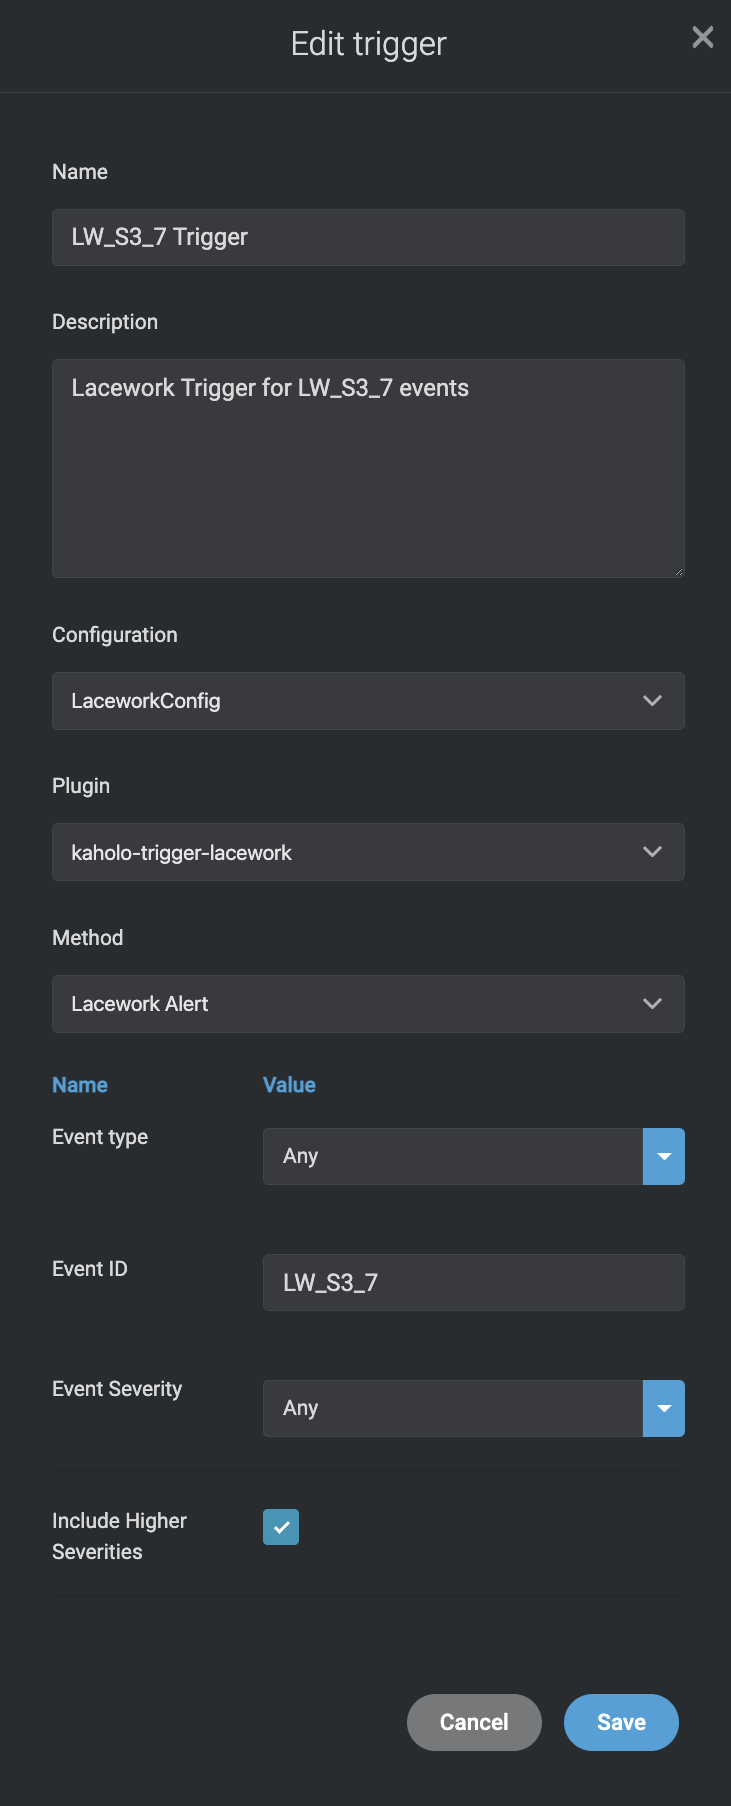 Edit trigger
Name
LW_S3_7 Trigger
Description
Lacework Trigger for LW_S3_7 events
Configuration
LaceworkConfig
Plugin
kaholo-trigger-lacework
Method
Lacework Alert
Name Value
Event type Any
Event ID LW_S3_7
Event Severity Any
Include Higher
Severities
Cancel Save